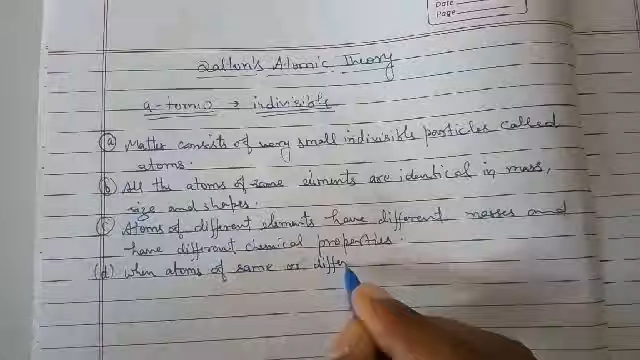 Date
Page
Dalton's Atomic Theory
a-tomio → indivisible
(a) Matter consists of very small indivisible particles called
atoms.
(b) All the atoms of same elments are identical in mass,
size and shapes.
(c) Atoms of different elements have different masses and
have different chemical properties.
(d) when atoms of same or differ